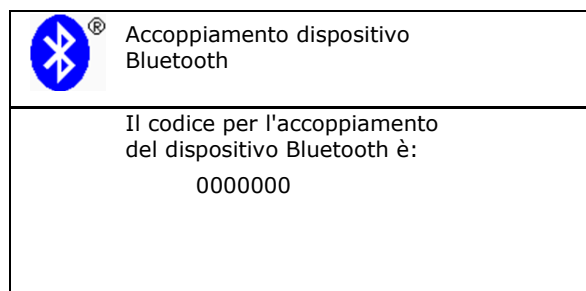 ®
Accoppiamento dispositivo
Bluetooth
Il codice per l'accoppiamento
del dispositivo Bluetooth è:
0000000